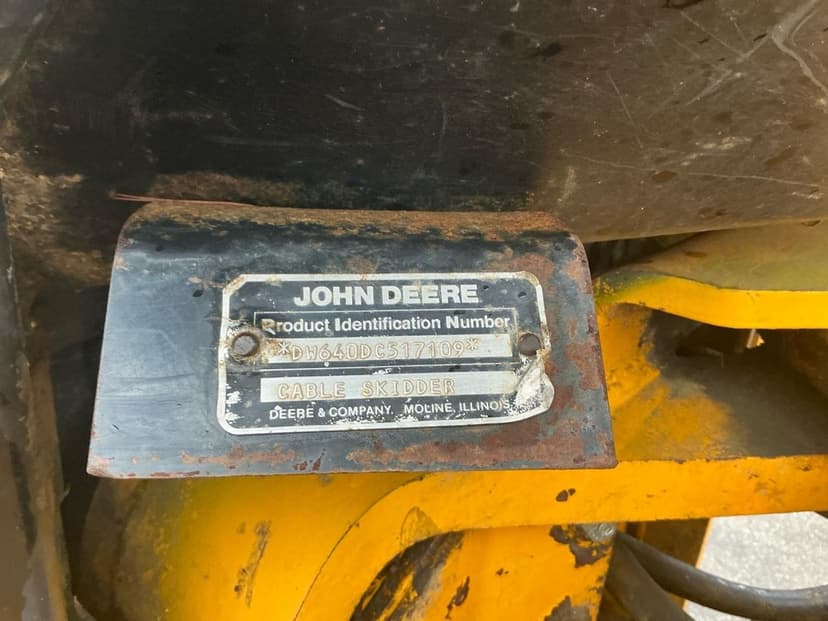 JOHN DEERE
Product Identification Number
*DW640DC517109*
CABLE SKIDDER
DEERE & COMPANY. MOLINE, ILLINOIS